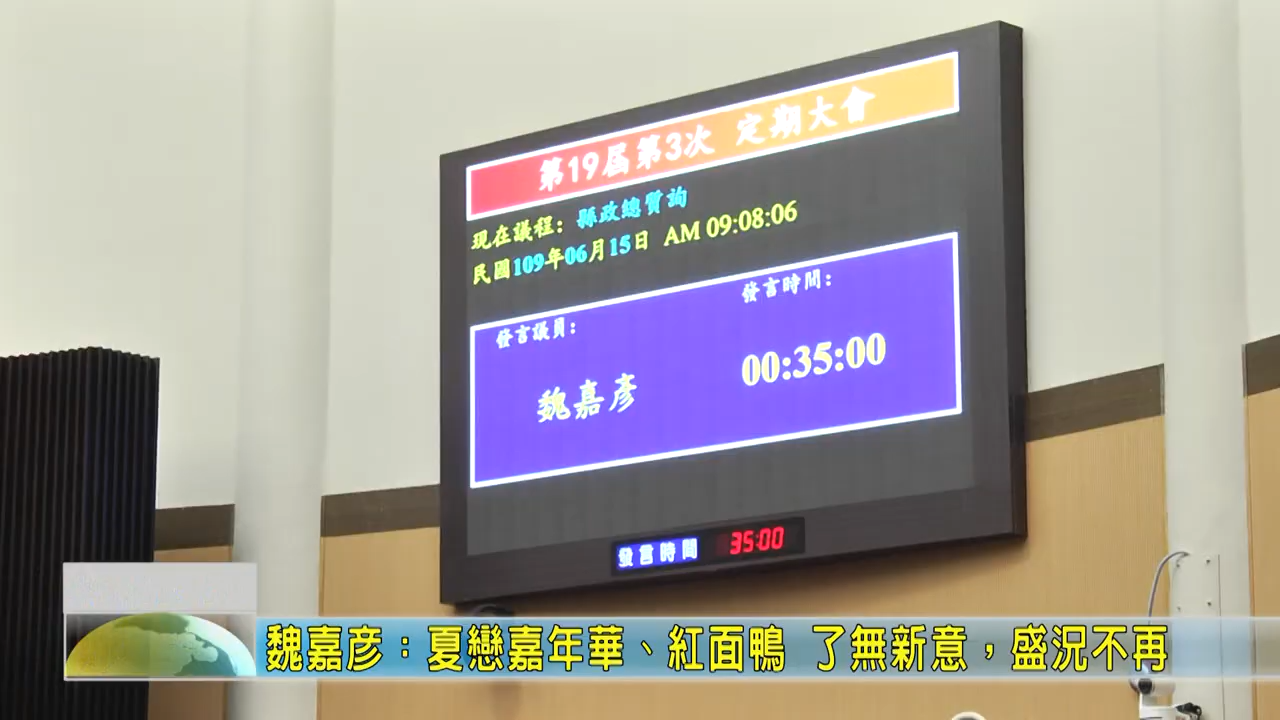 第19屆第3次 定期大會
現在議程：縣政總質詢
民國109年06月15日 AM 09:08:06
發言議員：
發言時間：
魏嘉彥
00:35:00
發言時間 35:00
魏嘉彦：夏戀嘉年華、紅面鴨 了無新意，盛況不再